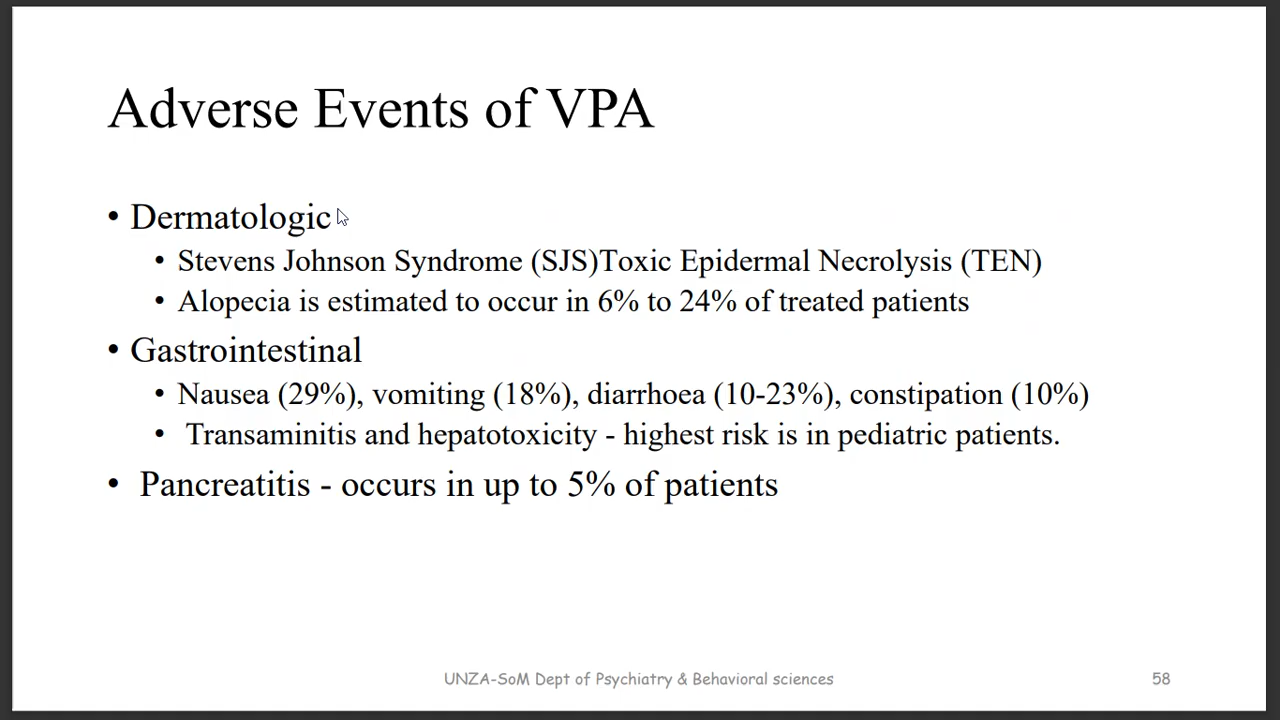 Adverse Events of VPA
• Dermatologic
• Stevens Johnson Syndrome (SJS)Toxic Epidermal Necrolysis (TEN)
• Alopecia is estimated to occur in 6% to 24% of treated patients
• Gastrointestinal
• Nausea (29%), vomiting (18%), diarrhoea (10-23%), constipation (10%)
• Transaminitis and hepatotoxicity - highest risk is in pediatric patients.
• Pancreatitis - occurs in up to 5% of patients
UNZA-SoM Dept of Psychiatry & Behavioral sciences
58